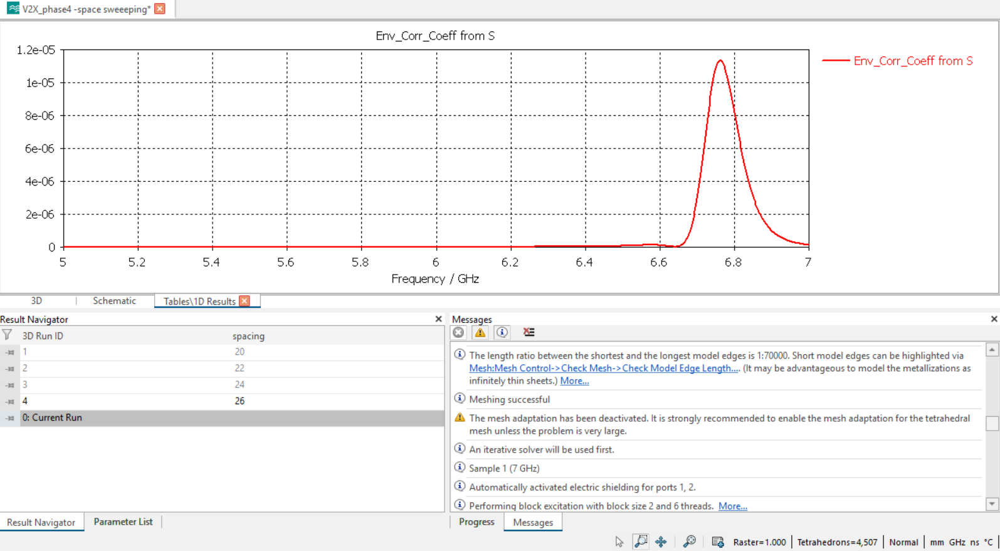 V2X_phase4 -space sweeeping*
Env_Corr_Coeff from S
1.2e-05
1e-05
8e-06
6e-06
4e-06
2e-06
0
5 5.2 5.4 5.6 5.8 6 6.2 6.4 6.6 6.8 7
Frequency / GHz
Env_Corr_Coeff from S
3D Schematic Tables\1D Results
Result Navigator
3D Run ID spacing
1 20
2 22
3 24
4 26
0: Current Run
Result Navigator Parameter List
Messages
The length ratio between the shortest and the longest model edges is 1:70000. Short model edges can be highlighted via
Mesh:Mesh Control->Check Mesh->Check Model Edge Length.... (It may be advantageous to model the metallizations as
infinitely thin sheets.) More...
Meshing successful
The mesh adaptation has been deactivated. It is strongly recommended to enable the mesh adaptation for the tetrahedral
mesh unless the problem is very large.
An iterative solver will be used first.
Sample 1 (7 GHz)
Automatically activated electric shielding for ports 1, 2.
Performing block excitation with block size 2 and 6 threads. More...
Progress Messages
Raster=1.000 Tetrahedrons=4,507 Normal mm GHz ns °C